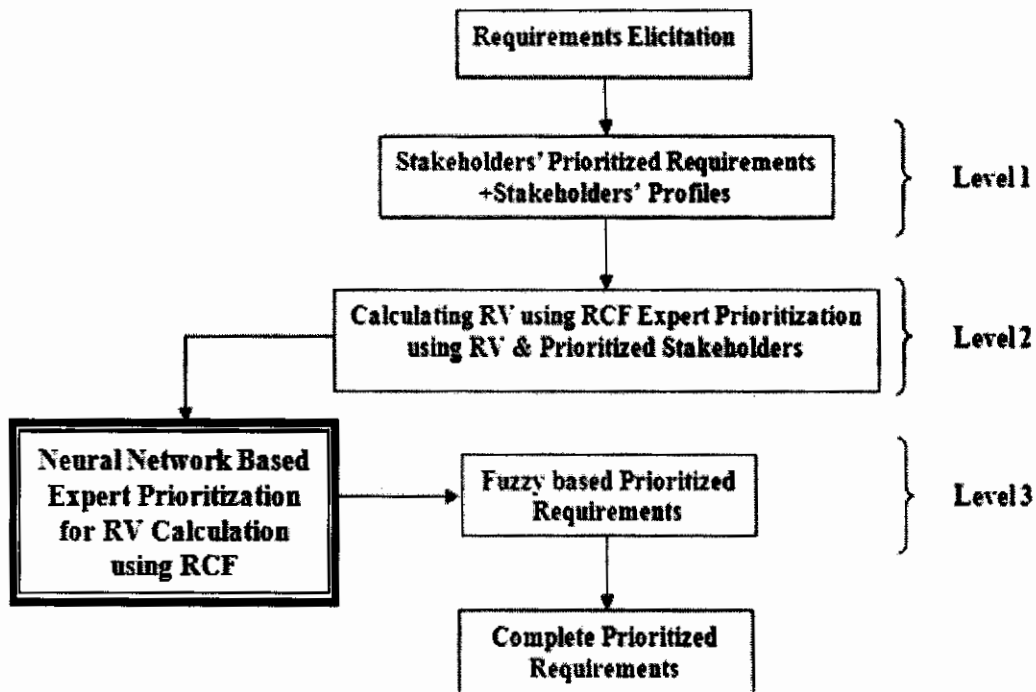 Requirements Elicitation
Stakeholders' Prioritized Requirements
+Stakeholders' Profiles
Level 1
Calculating RV using RCF Expert Prioritization
using RV & Prioritized Stakeholders
Level 2
Neural Network Based
Expert Prioritization
for RV Calculation
using RCF
Fuzzy based Prioritized
Requirements
Level 3
Complete Prioritized
Requirements